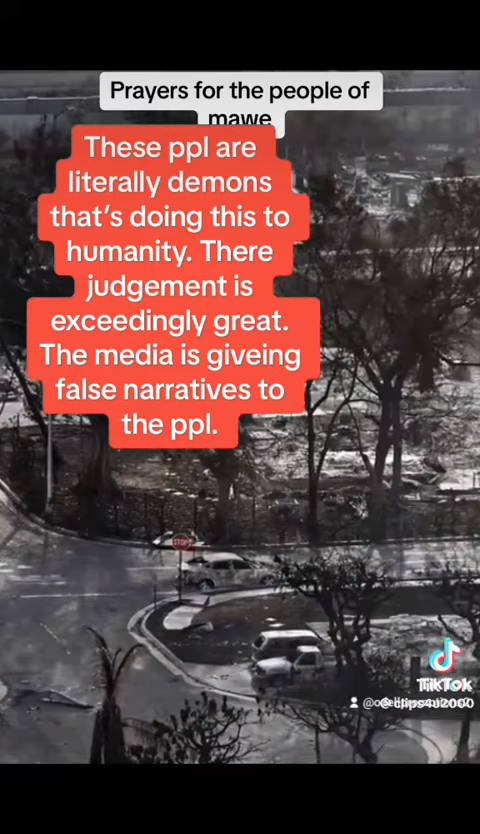 Prayers for the people of
mawe
These ppl are
literally demons
that's doing this to
humanity. There
judgement is
exceedingly great.
The media is giveing
false narratives to
the ppl.
STOP
TikTok